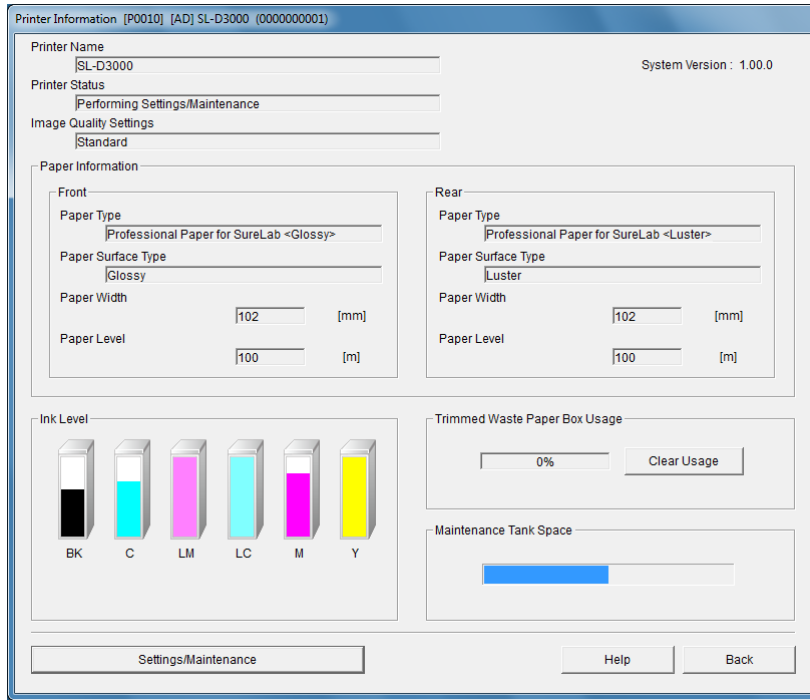 Printer Information [P0010] [AD] SL-D3000 (0000000001)
Printer Name
SL-D3000
System Version : 1.00.0
Printer Status
Performing Settings/Maintenance
Image Quality Settings
Standard
Paper Information
Front
Paper Type
Professional Paper for SureLab <Glossy>
Paper Surface Type
Glossy
Paper Width
102 [mm]
Paper Level
100 [m]
Rear
Paper Type
Professional Paper for SureLab <Luster>
Paper Surface Type
Luster
Paper Width
102 [mm]
Paper Level
100 [m]
Ink Level
BK C LM LC M Y
Trimmed Waste Paper Box Usage
0% Clear Usage
Maintenance Tank Space
Settings/Maintenance Help Back